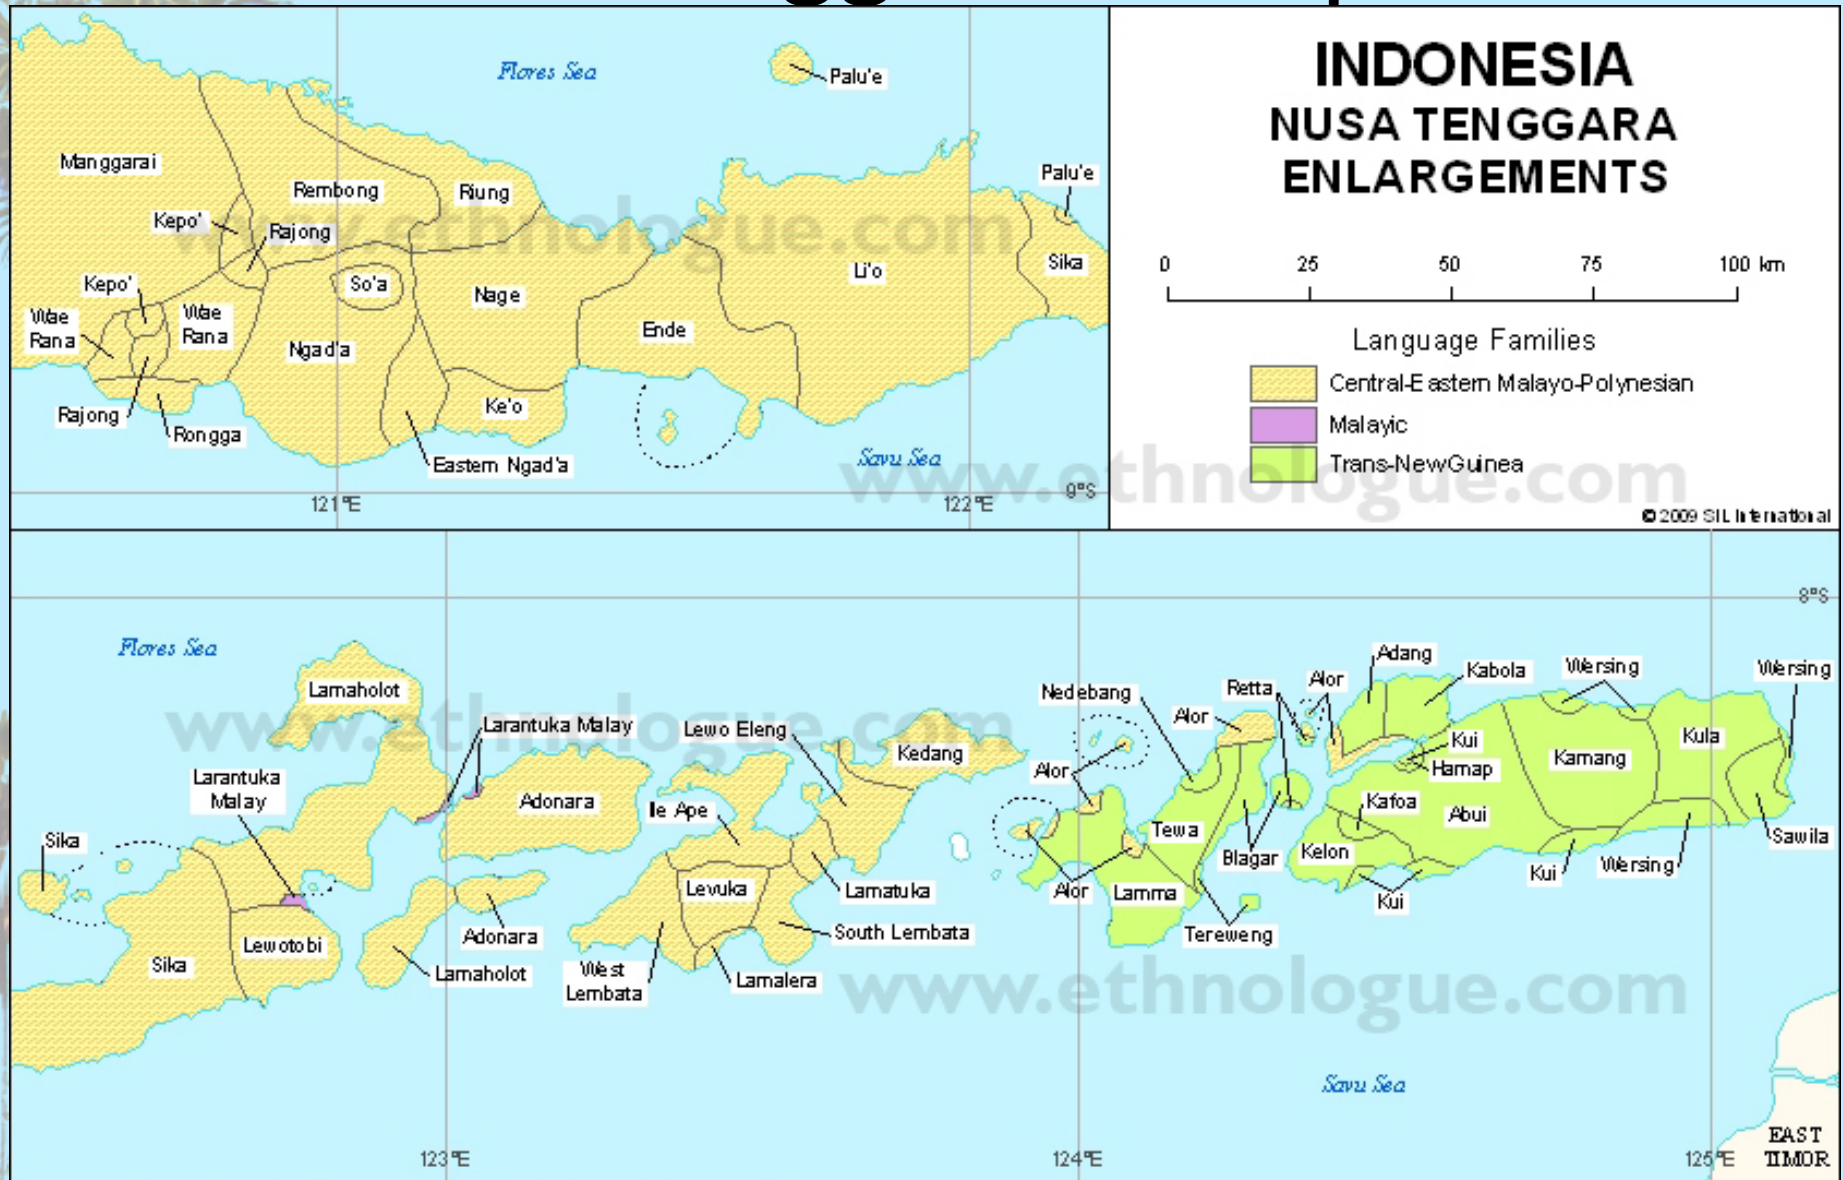 Flores Sea
Palu'e
Manggarai
Rembong
Riung
Palu'e
Kepo'
Rajong
Li'o
Sika
Kepo'
So'a
Nage
Wae
Rana
Wae
Rana
Ngad'a
Ende
Rajong
Rongga
Ke'o
Eastern Ngad'a
Savu Sea
121°E
122°E
9°S
www.ethnologue.com
INDONESIA
NUSA TENGGARA
ENLARGEMENTS
0 25 50 75 100 km
Language Families
Central-Eastern Malayo-Polynesian
Malayic
Trans-NewGuinea
www.ethnologue.com
© 2009 SIL International
8°S
Flores Sea
Lamaholot
Larantuka Malay
Lewo Eleng
Kedang
Larantuka
Malay
Adonara
Ile Ape
Sika
Levuka
Lamatuka
Lewotobi
Adonara
South Lembata
Sika
Lamaholot
West
Lembata
Lamalera
www.ethnologue.com
Nedebang
Alor
Retta
Alor
Adang
Kabola
Wersing
Wersing
Alor
Kui
Hamap
Kamang
Kula
Tewa
Kafoa
Abui
Blagar
Kelon
Sawila
Alor
Lamma
Kui
Kui
Wersing
Tereweng
www.ethnologue.com
Savu Sea
123°E
124°E
125°E
EAST
TIMOR